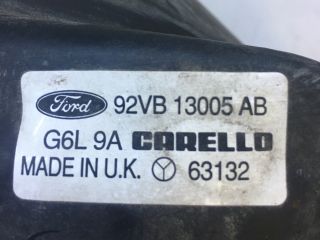 Ford 92VB 13005 AB
G6L 9A CARELLO
MADE IN U.K. 63132